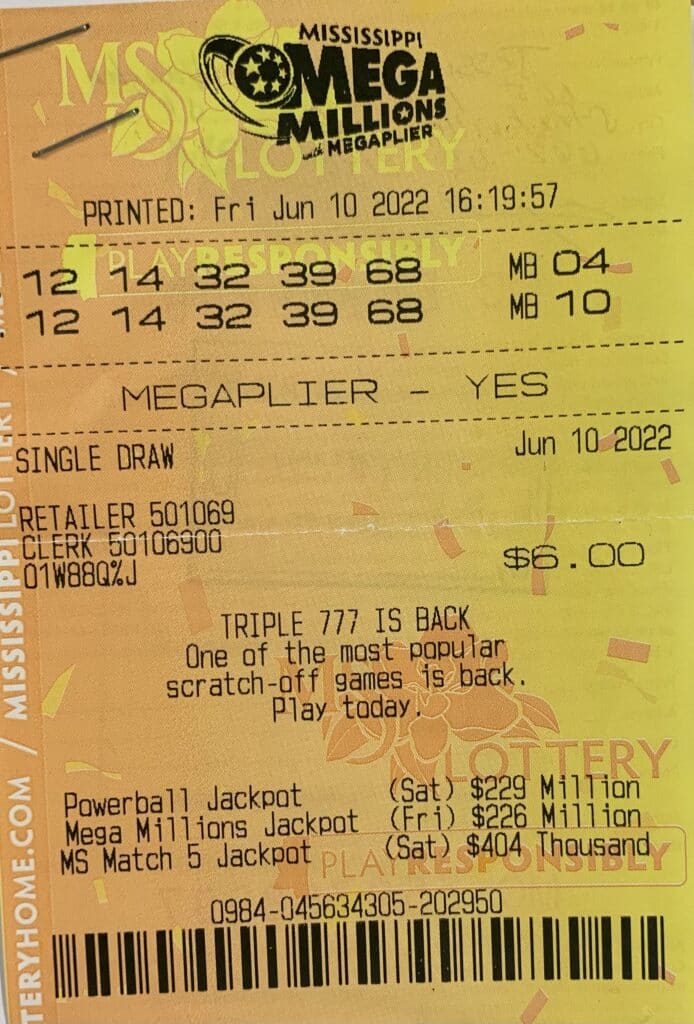 MS
LOTTERY
MISSISSIPPI
MEGA
MILLIONS
with MEGAPLIER
PRINTED: Fri Jun 10 2022 16:19:57
PLAYRESPONSIBLY
12 14 32 39 68 MB 04
12 14 32 39 68 MB 10
MEGAPLIER - YES
SINGLE DRAW Jun 10 2022
RETAILER 501069
CLERK 50106900
01W88Q%J
$6.00
TRIPLE 777 IS BACK
One of the most popular
scratch-off games is back.
Play today.
LOTTERY
Powerball Jackpot (Sat) $229 Million
Mega Millions Jackpot (Fri) $226 Million
MS Match 5 Jackpot (Sat) $404 Thousand
PLAYRESPONSIBLY
0984-045634305-202950
TERYHOME.COM / MISSISSIPPI LOTTERY /